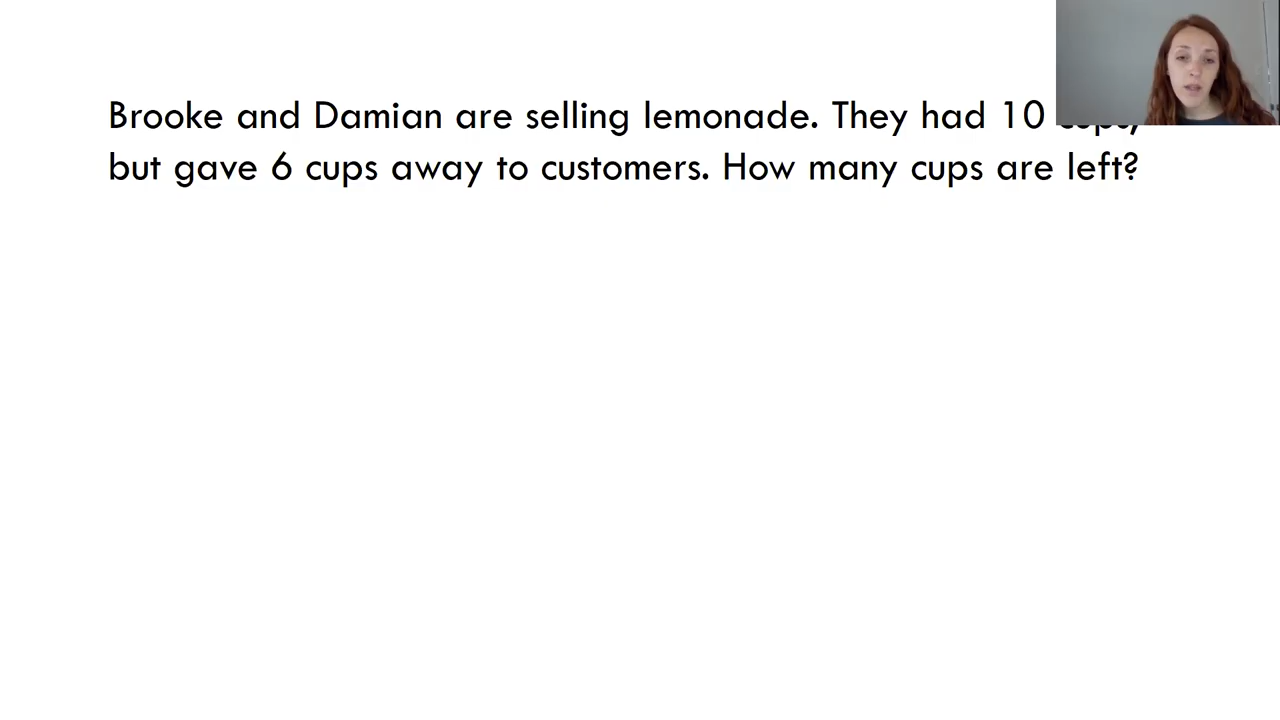 Brooke and Damian are selling lemonade. They had 10 cups,
but gave 6 cups away to customers. How many cups are left?